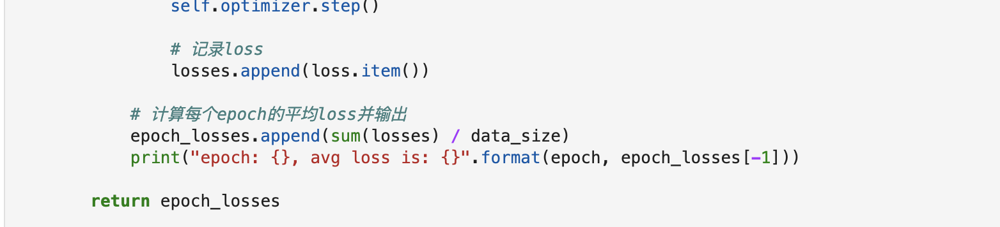 self.optimizer.step()
# 记录loss
losses.append(loss.item())
# 计算每个epoch的平均loss并输出
epoch_losses.append(sum(losses) / data_size)
print("epoch: {}, avg loss is: {}".format(epoch, epoch_losses[-1]))
return epoch_losses